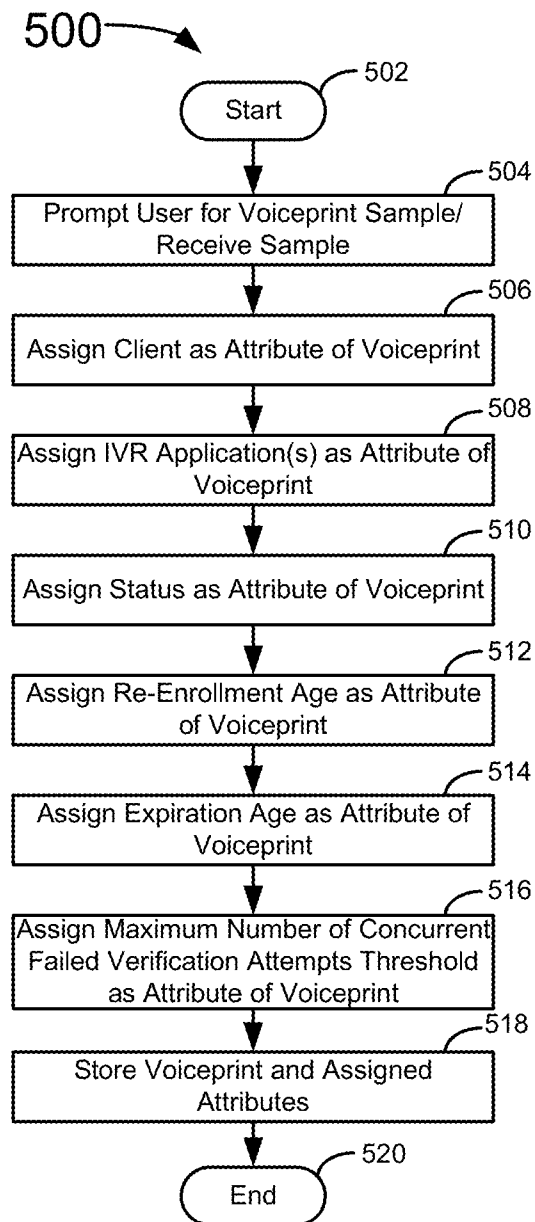 500
502
Start
504
Prompt User for Voiceprint Sample/
Receive Sample
506
Assign Client as Attribute of Voiceprint
508
Assign IVR Application(s) as Attribute of
Voiceprint
510
Assign Status as Attribute of Voiceprint
512
Assign Re-Enrollment Age as Attribute
of Voiceprint
514
Assign Expiration Age as Attribute of
Voiceprint
516
Assign Maximum Number of Concurrent
Failed Verification Attempts Threshold
as Attribute of Voiceprint
518
Store Voiceprint and Assigned
Attributes
520
End